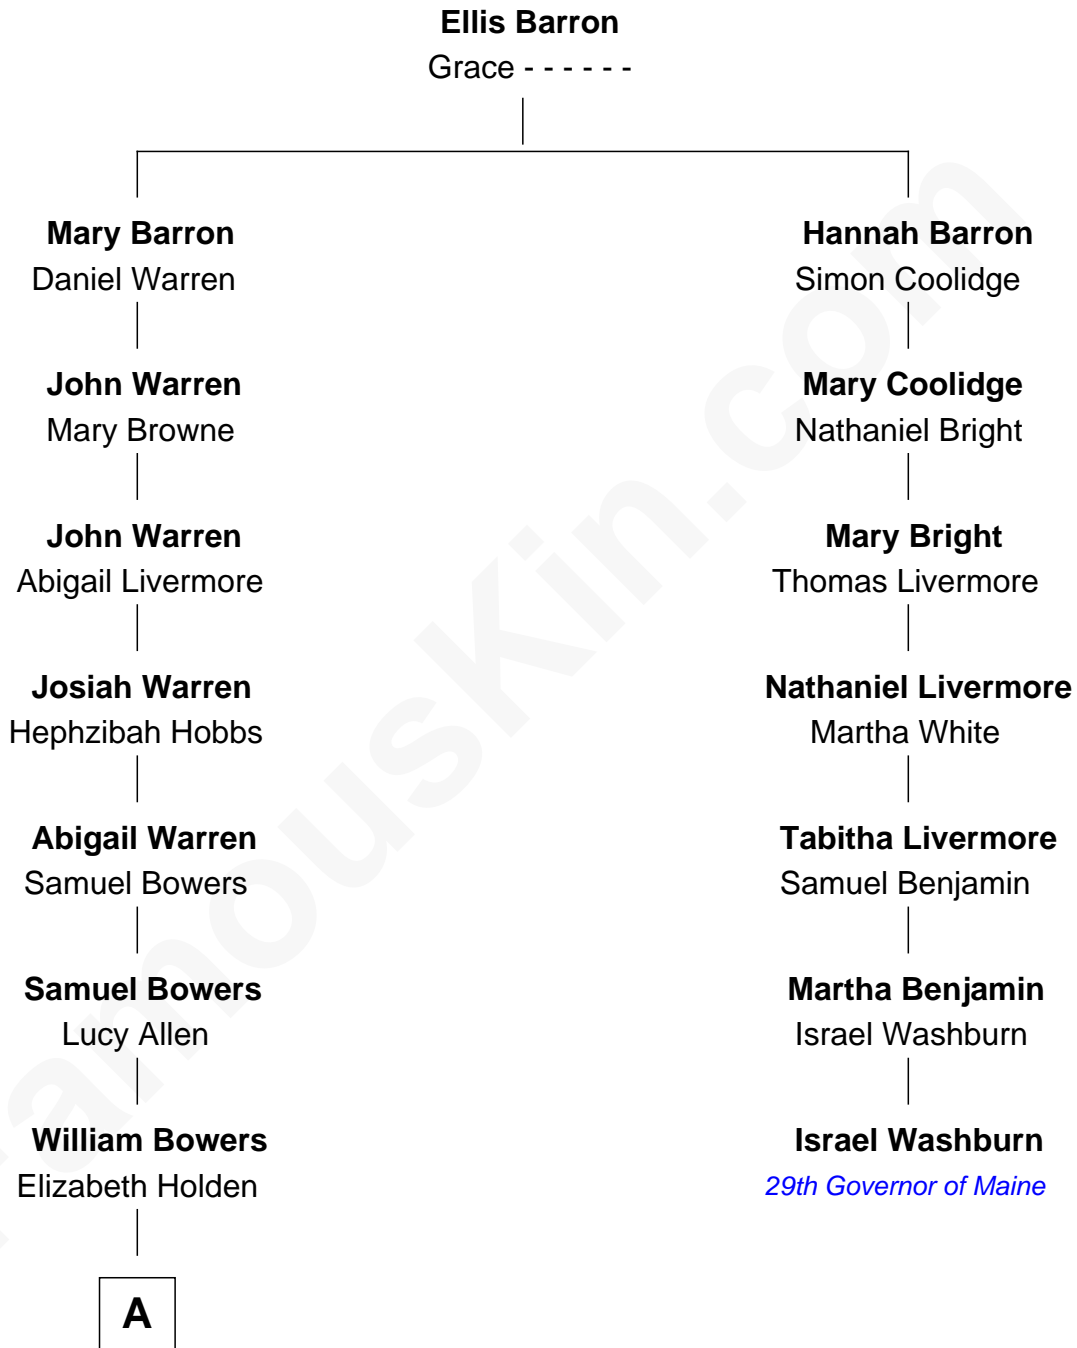 Ellis Barron
Grace - - - - - -
Mary Barron
Daniel Warren
Hannah Barron
Simon Coolidge
John Warren
Mary Browne
Mary Coolidge
Nathaniel Bright
John Warren
Abigail Livermore
Mary Bright
Thomas Livermore
Josiah Warren
Hephzibah Hobbs
Nathaniel Livermore
Martha White
Abigail Warren
Samuel Bowers
Tabitha Livermore
Samuel Benjamin
Samuel Bowers
Lucy Allen
Martha Benjamin
Israel Washburn
William Bowers
Elizabeth Holden
Israel Washburn
29th Governor of Maine
A
FamousKin.com